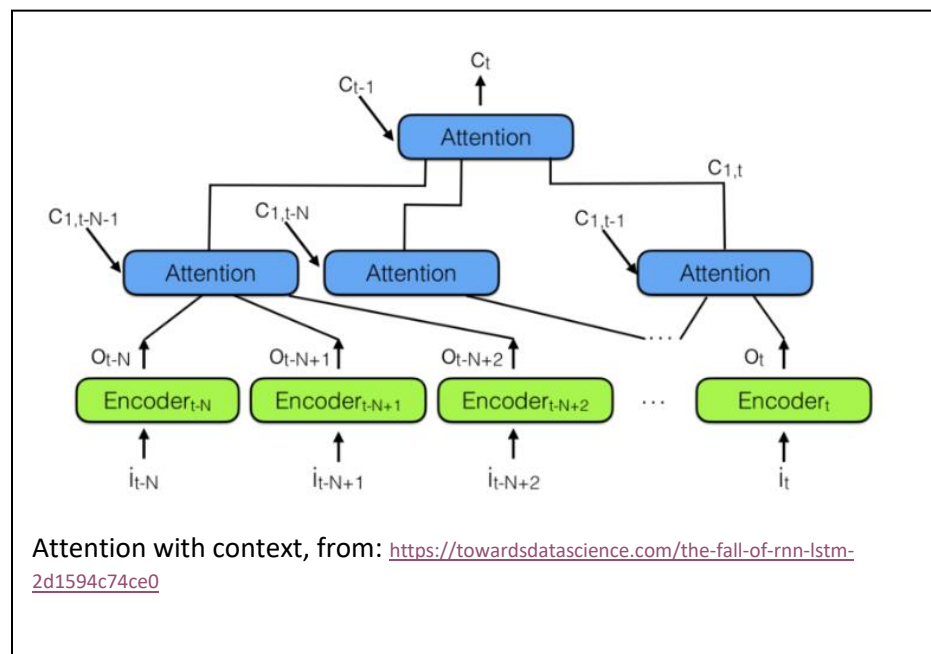 Ct
Ct-1
Attention
C1,t
C1,t-N-1
C1,t-N
C1,t-1
Attention
Attention
Attention
...
Ot-N
Ot-N+1
Ot-N+2
Ot
Encodert-N
Encodert-N+1
Encodert-N+2
...
Encodert
it-N
it-N+1
it-N+2
it
Attention with context, from: https://towardsdatascience.com/the-fall-of-rnn-lstm-
2d1594c74ce0